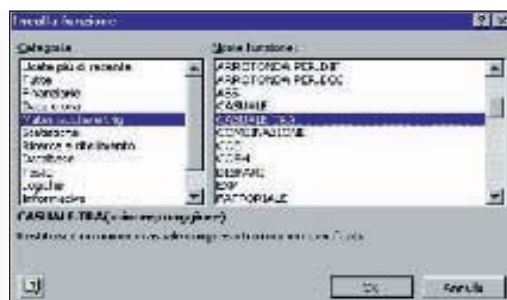 Incolla funzione
Categoria
Nome funzione:
Usate più di recente
Tutte
Finanziarie
Data e ora
Matem. e trigonometria
Statistiche
Ricerca e riferimento
Database
Testo
Logiche
Informative
ARROTONDA.PER.DIF
ARROTONDA.PER.ECC
ASS
CASUALE
CASUALE.TRA
COMBINAZIONE
COS
COSH
DISPARI
EXP
FATTORIALE
CASUALE.TRA(minore;maggiore)
OK
Annulla